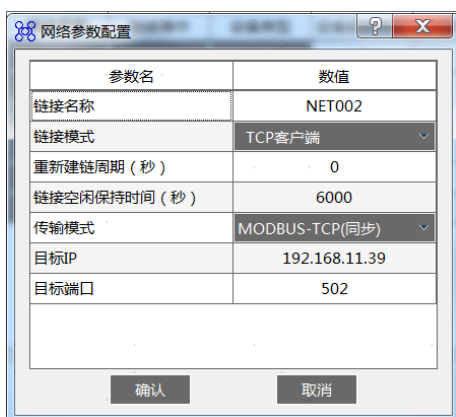 网络参数配置
参数名 数值
链接名称 NET002
链接模式 TCP客户端
重新建链周期（秒） 0
链接空闲保持时间（秒） 6000
传输模式 MODBUS-TCP(同步)
目标IP 192.168.11.39
目标端口 502
确认 取消